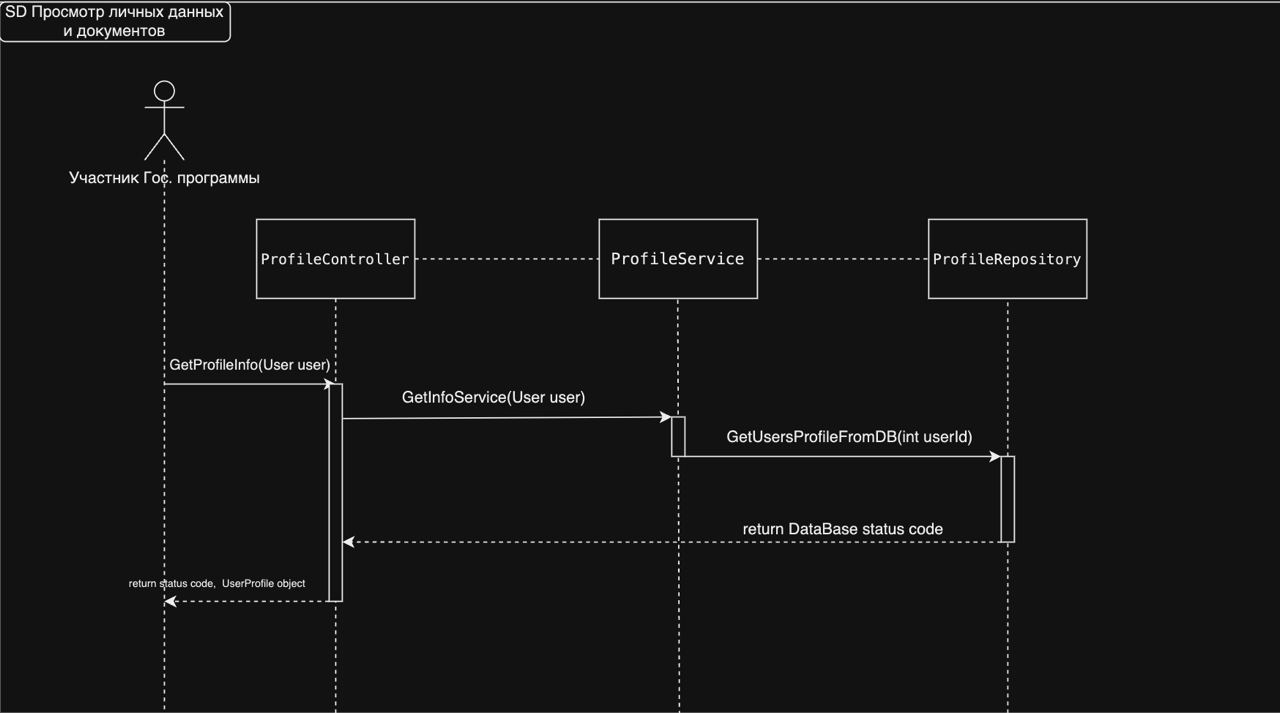 SD Просмотр личных данных
и документов
Участник Гос. программы
ProfileController
ProfileService
ProfileRepository
GetProfileInfo(User user)
GetInfoService(User user)
GetUsersProfileFromDB(int userId)
return DataBase status code
return status code, UserProfile object